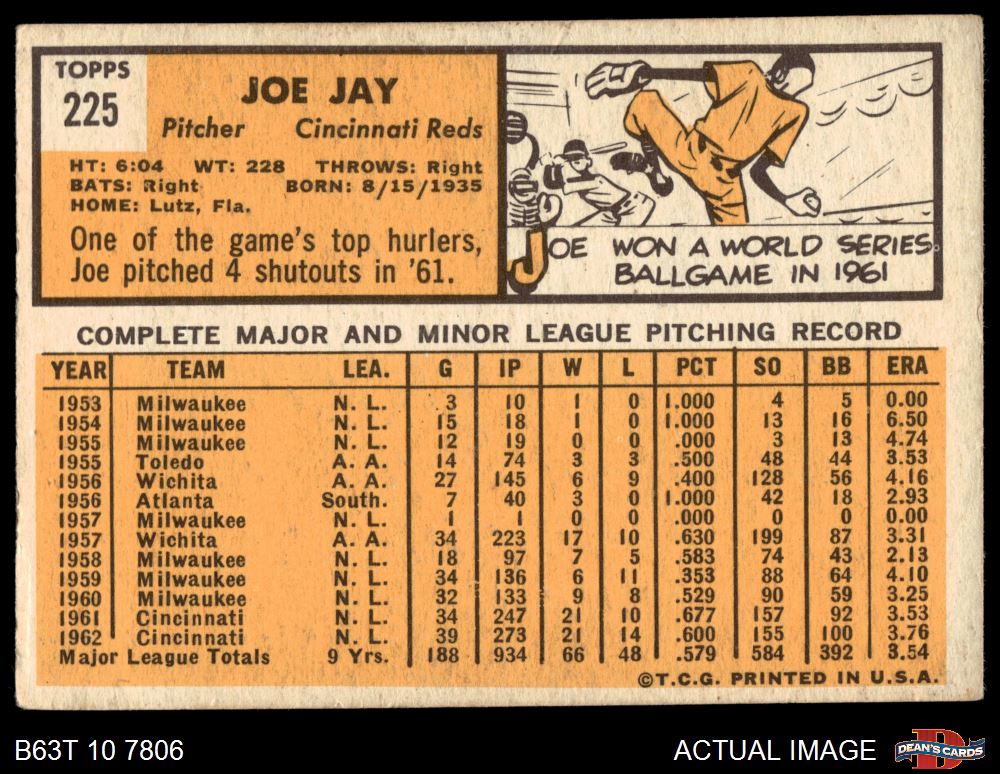 TOPPS
225
JOE JAY
Pitcher Cincinnati Reds
HT: 6:04 WT: 228 THROWS: Right
BATS: Right BORN: 8/15/1935
HOME: Lutz, Fla.
One of the game's top hurlers,
Joe pitched 4 shutouts in '61.
JOE WON A WORLD SERIES
BALLGAME IN 1961
COMPLETE MAJOR AND MINOR LEAGUE PITCHING RECORD
YEAR TEAM LEA. G IP W L PCT SO BB ERA
1953 Milwaukee N. L. 3 10 1 0 1.000 4 5 0.00
1954 Milwaukee N. L. 15 18 1 0 1.000 13 16 6.50
1955 Milwaukee N. L. 12 19 0 0 .000 3 13 4.74
1955 Toledo A. A. 14 74 3 3 .500 48 44 3.53
1956 Wichita A. A. 27 145 6 9 .400 128 56 4.16
1956 Atlanta South. 7 40 3 0 1.000 42 18 2.93
1957 Milwaukee N. L. 1 1 0 0 .000 0 0 0.00
1957 Wichita A. A. 34 223 17 10 .630 199 87 3.31
1958 Milwaukee N. L. 18 97 7 5 .583 74 43 2.13
1959 Milwaukee N. L. 34 136 6 11 .353 88 64 4.10
1960 Milwaukee N. L. 32 133 9 8 .529 90 59 3.25
1961 Cincinnati N. L. 34 247 21 10 .677 157 92 3.53
1962 Cincinnati N. L. 39 273 21 14 .600 155 100 3.76
Major League Totals 9 Yrs. 188 934 66 48 .579 584 392 3.54
©T.C.G. PRINTED IN U.S.A.
B63T 10 7806
ACTUAL IMAGE
D
DEAN'S CARDS